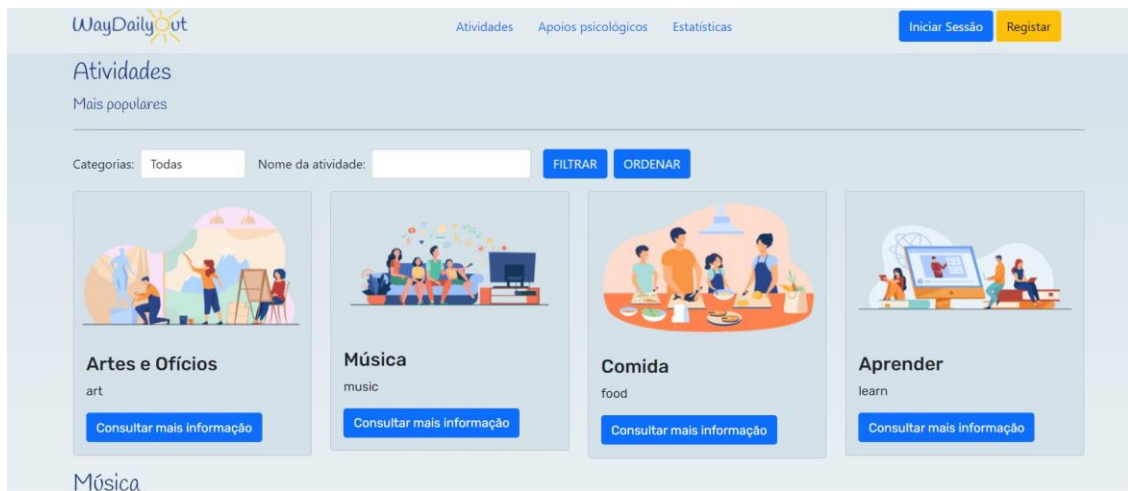 WayDailyOut
Atividades Apoios psicológicos Estatísticas
Iniciar Sessão Registar
Atividades
Mais populares
Categorias: Todas Nome da atividade: FILTRAR ORDENAR
Artes e Ofícios
art
Consultar mais informação
Música
music
Consultar mais informação
Comida
food
Consultar mais informação
Aprender
learn
Consultar mais informação
Música